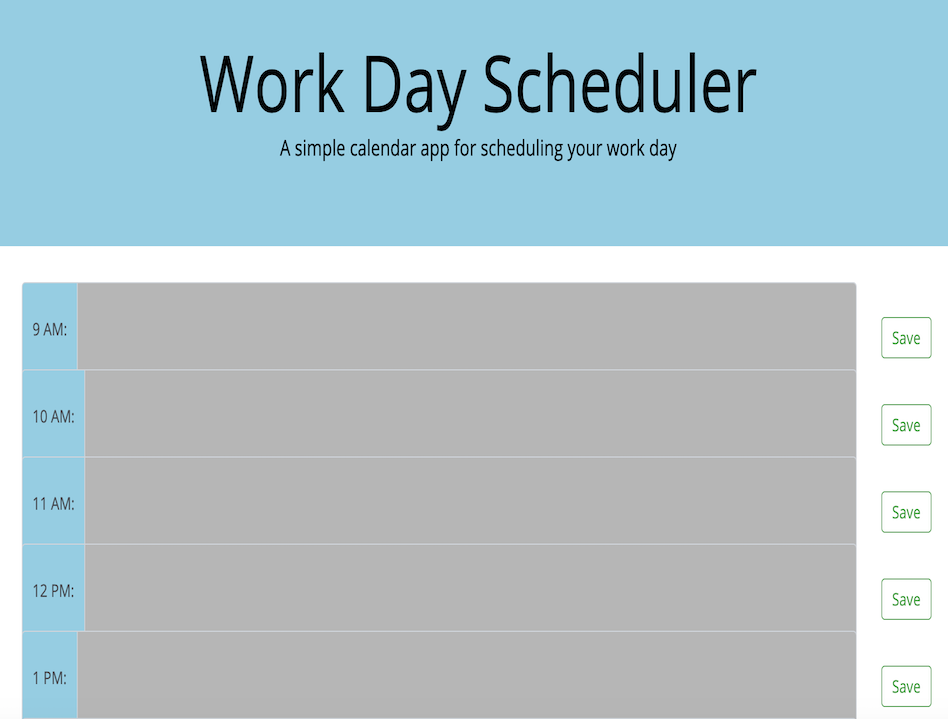 Work Day Scheduler
A simple calendar app for scheduling your work day
9 AM:
Save
10 AM:
Save
11 AM:
Save
12 PM:
Save
1 PM:
Save